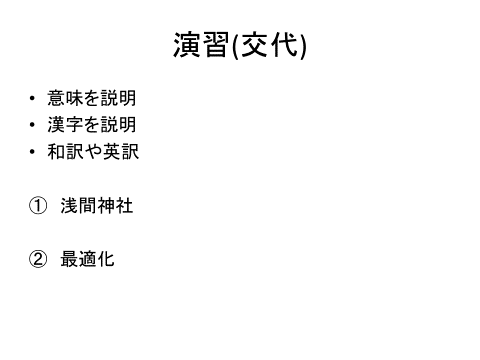 演習(交代)
• 意味を説明
• 漢字を説明
• 和訳や英訳
① 浅間神社
② 最適化